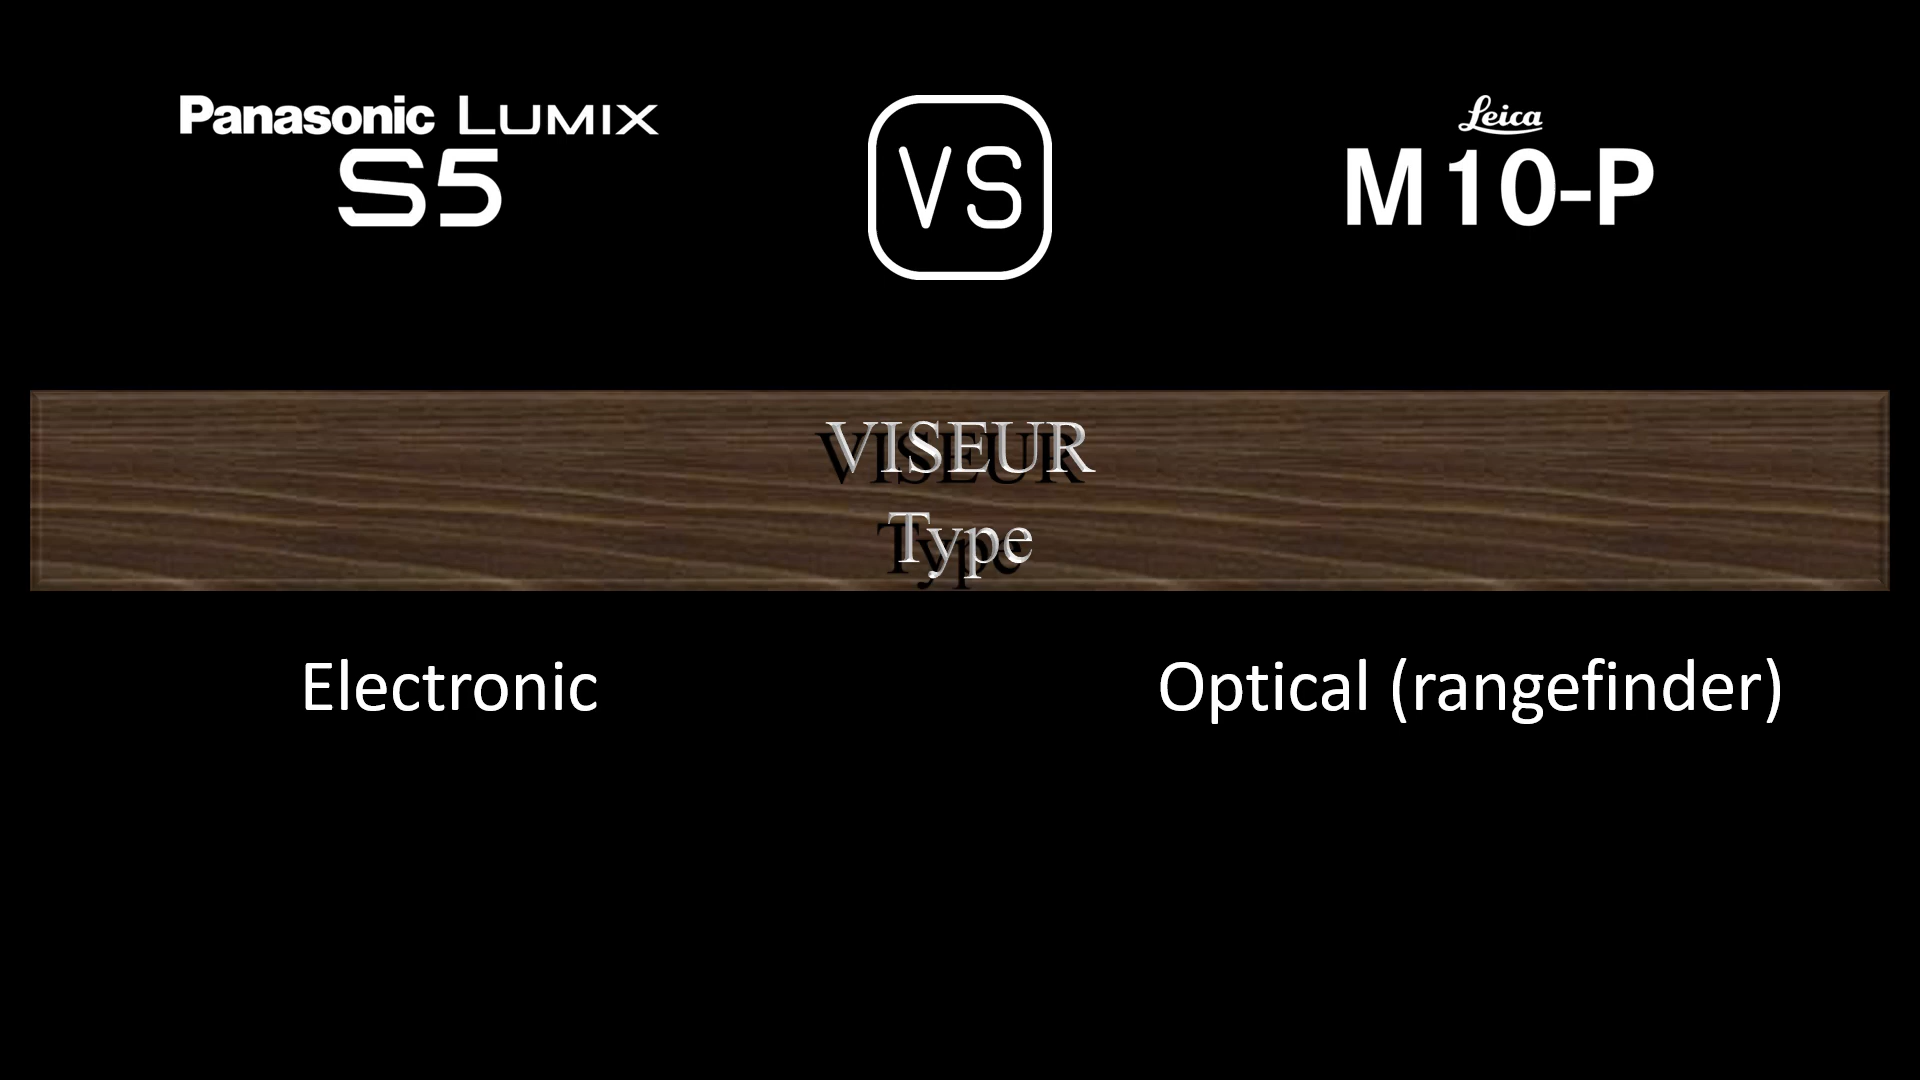 Panasonic LUMIX
S5
VS
Leica
M10-P
VISEUR
Type
Electronic
Optical (rangefinder)